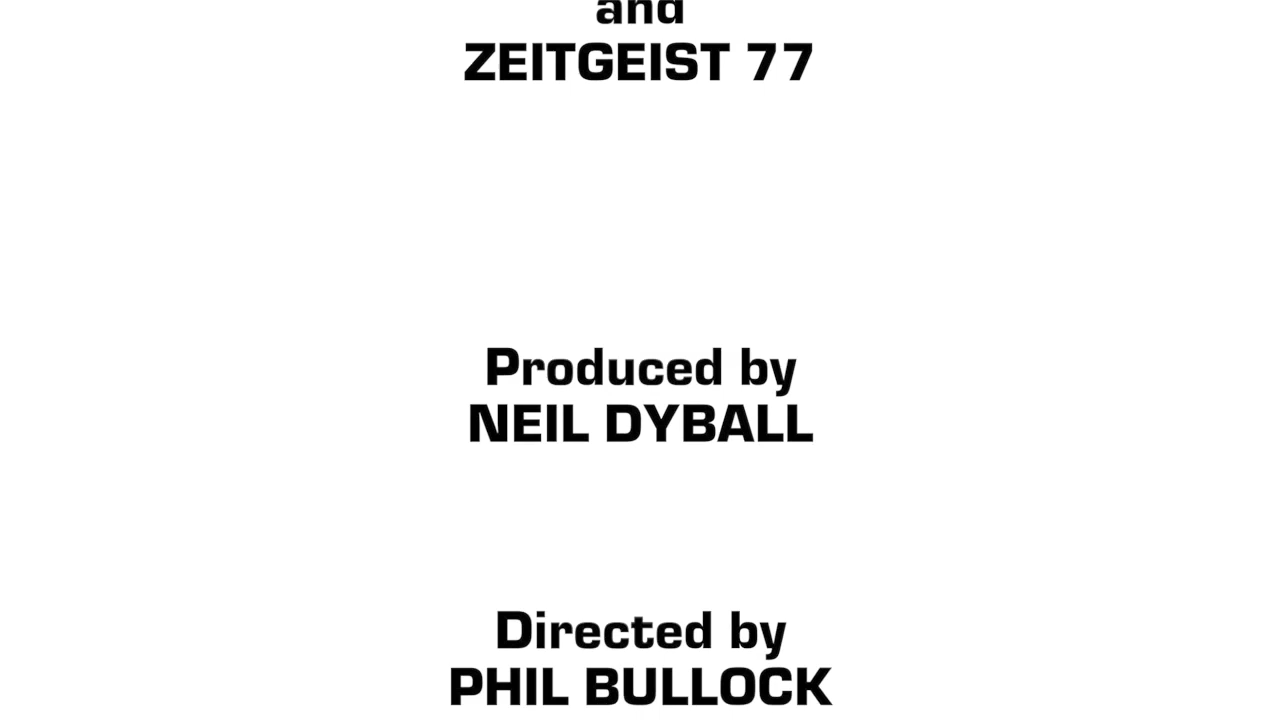 and
ZEITGEIST 77
Produced by
NEIL DYBALL
Directed by
PHIL BULLOCK